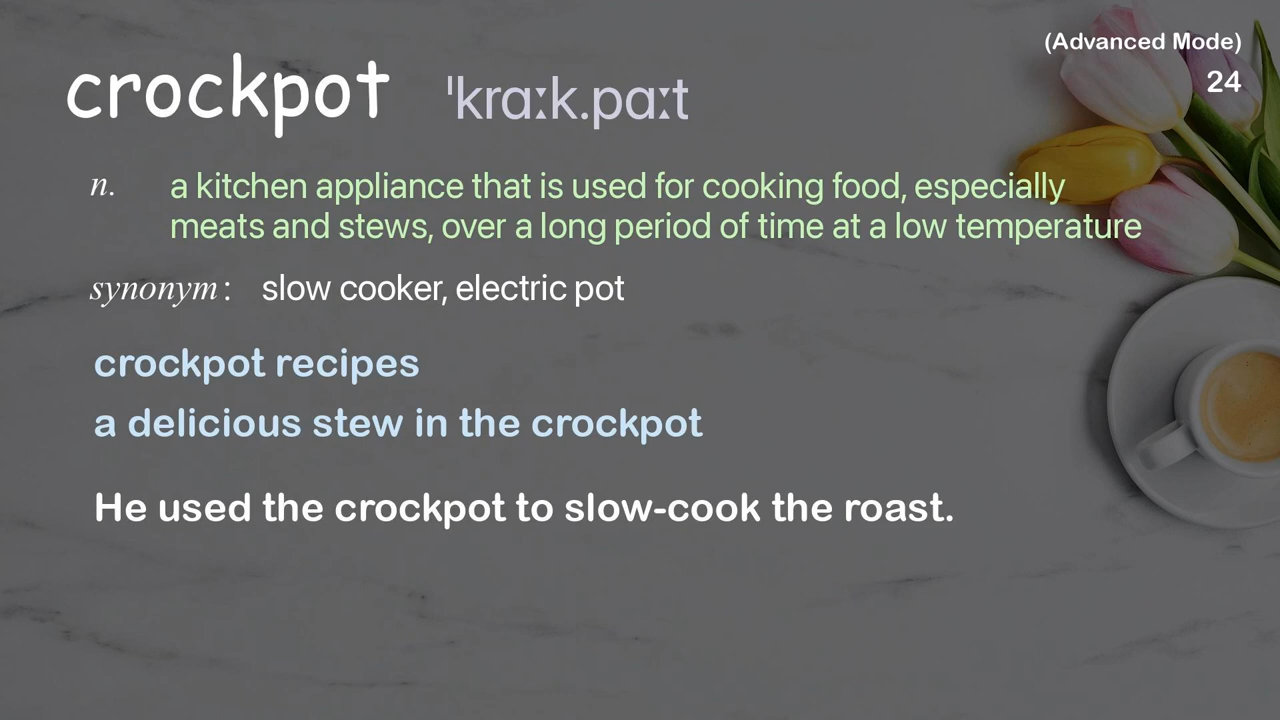 (Advanced Mode)
24
crockpot ˈkrɑːk.pɑːt
n. a kitchen appliance that is used for cooking food, especially
meats and stews, over a long period of time at a low temperature
synonym : slow cooker, electric pot
crockpot recipes
a delicious stew in the crockpot
He used the crockpot to slow-cook the roast.